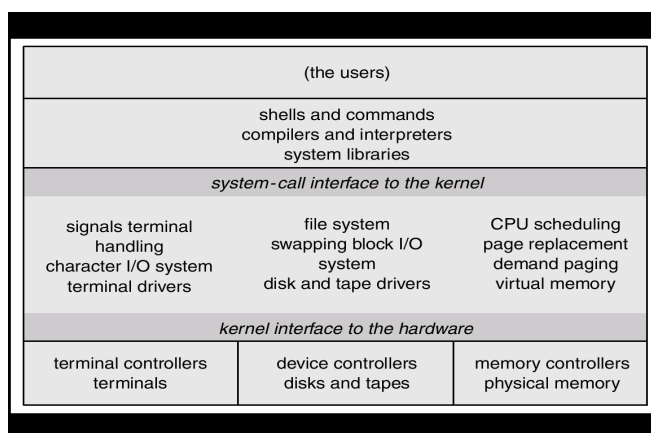 (the users)
shells and commands
compilers and interpreters
system libraries
system-call interface to the kernel
signals terminal
handling
character I/O system
terminal drivers
file system
swapping block I/O
system
disk and tape drivers
CPU scheduling
page replacement
demand paging
virtual memory
kernel interface to the hardware
terminal controllers
terminals
device controllers
disks and tapes
memory controllers
physical memory